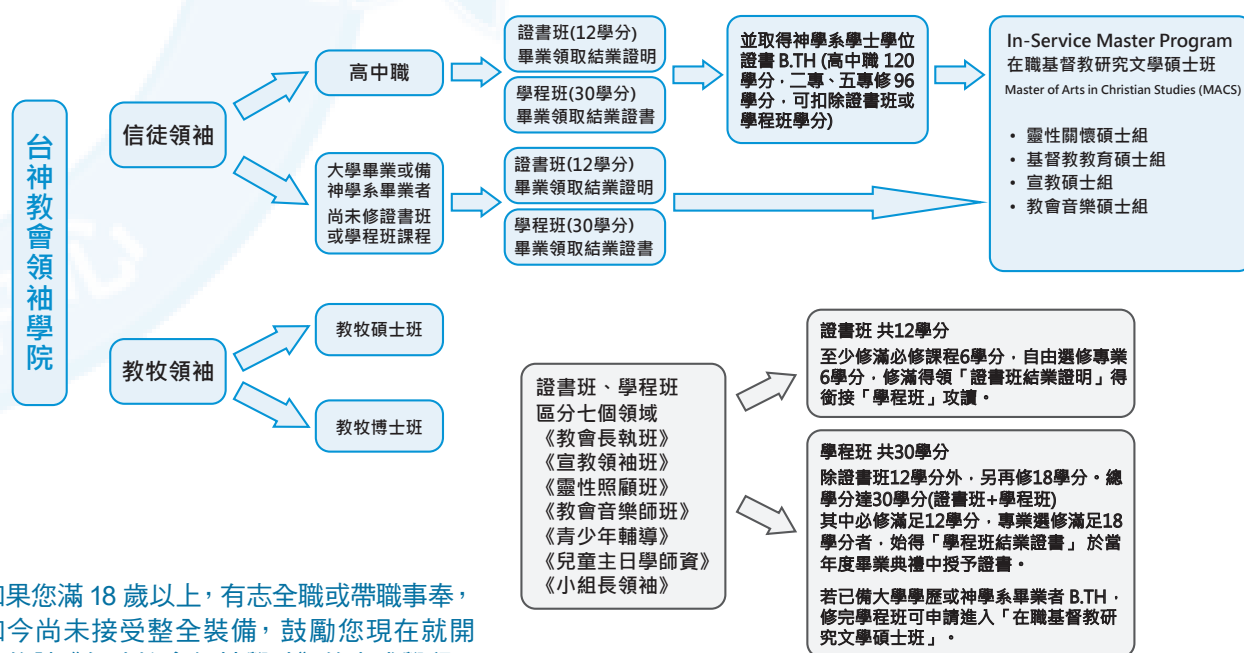 台神教會領袖學院
信徒領袖
高中職
證書班(12學分)
畢業領取結業證明
學程班(30學分)
畢業領取結業證書
並取得神學系學士學位
證書 B.TH (高中職 120
學分，二專、五專修 96
學分，可扣除證書班或
學程班學分)
In-Service Master Program
在職基督教研究文學碩士班
Master of Arts in Christian Studies (MACS)
• 靈性關懷碩士組
• 基督教教育碩士組
• 宣教碩士組
• 教會音樂碩士組
大學畢業或備
神學系畢業者
尚未修證書班
或學程班課程
證書班(12學分)
畢業領取結業證明
學程班(30學分)
畢業領取結業證書
教牧領袖
教牧碩士班
教牧博士班
證書班、學程班
區分七個領域
《教會長執班》
《宣教領袖班》
《靈性照顧班》
《教會音樂師班》
《青少年輔導》
《兒童主日學師資》
《小組長領袖》
證書班 共12學分
至少修滿必修課程6學分，自由選修專業
6學分，修滿得領「證書班結業證明」得
銜接「學程班」攻讀。
學程班 共30學分
除證書班12學分外，另再修18學分。總
學分達30學分(證書班+學程班)
其中必修滿足12學分，專業選修滿足18
學分者，始得「學程班結業證書」 於當
年度畢業典禮中授予證書。
若已備大學學歷或神學系畢業者 B.TH，
修完學程班可申請進入「在職基督教研
究文學碩士班」。
如果您滿 18 歲以上，有志全職或帶職事奉，
如今尚未接受整全裝備，鼓勵您現在就開